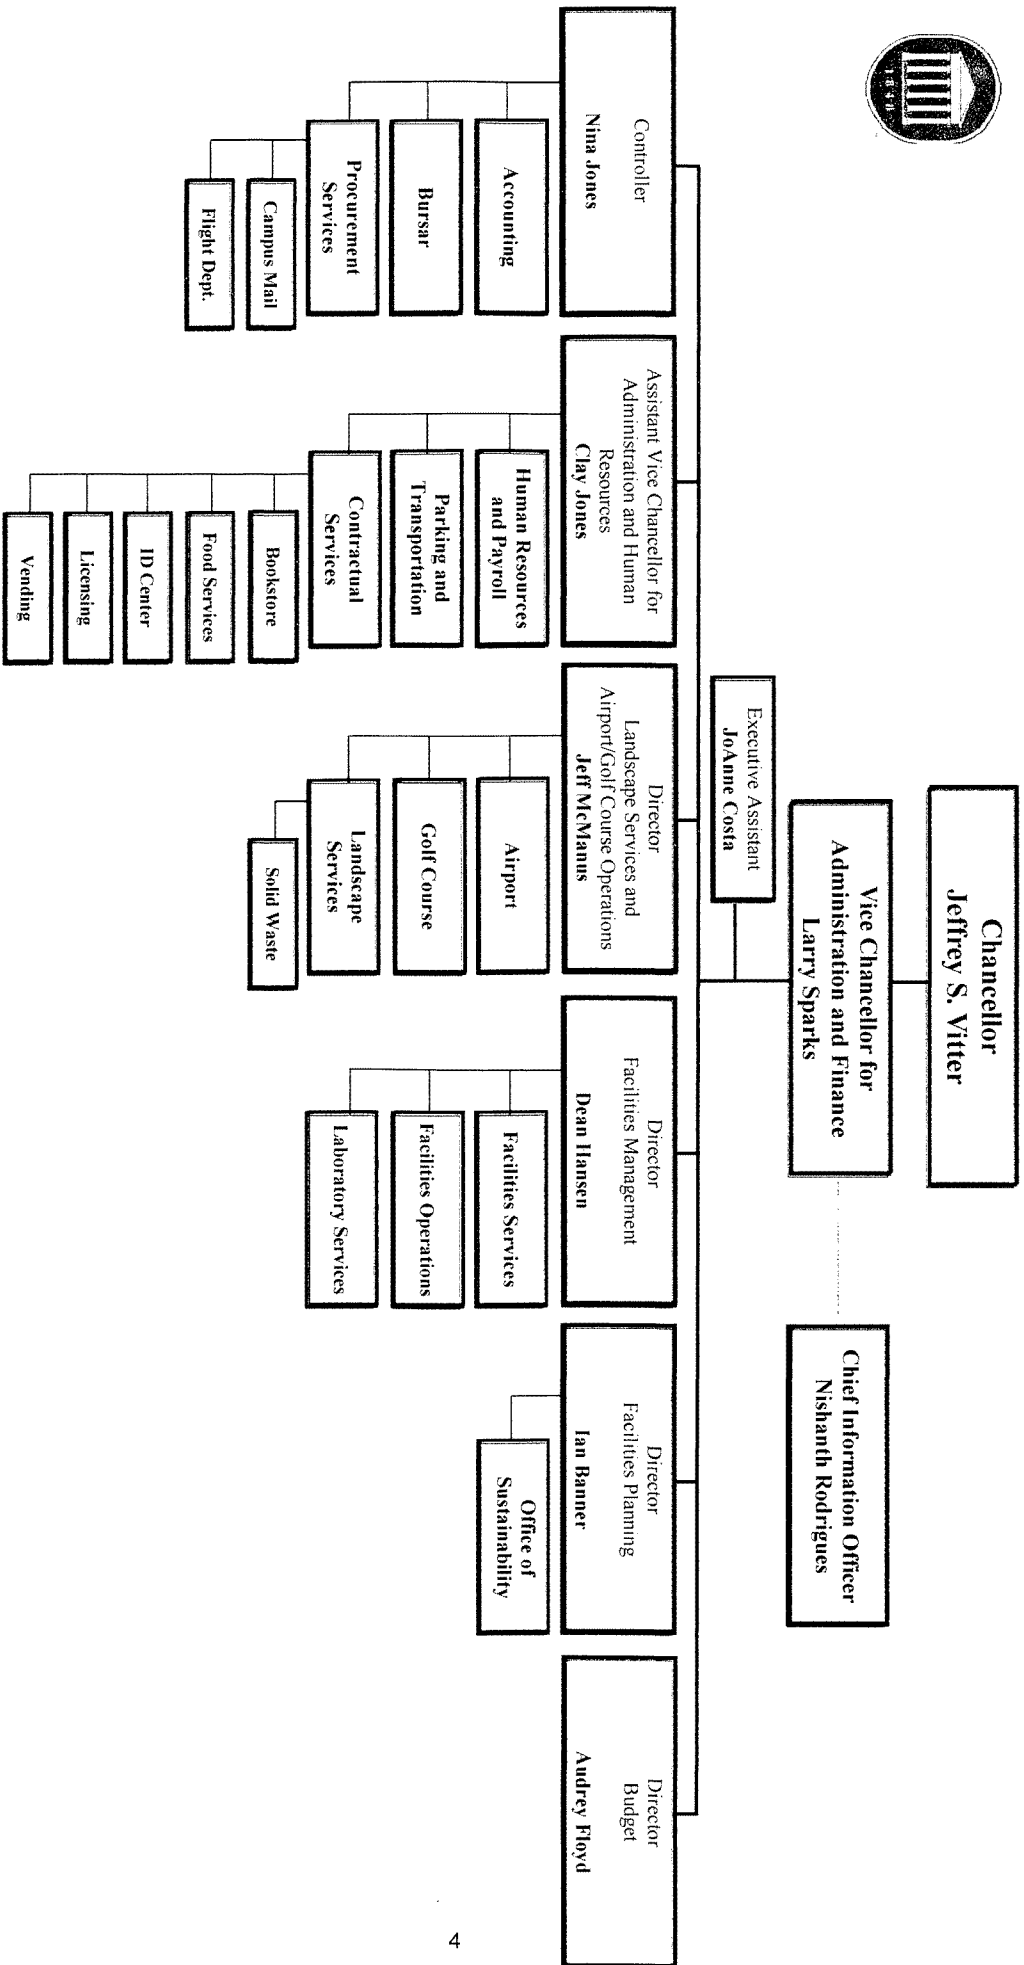 Chancellor
Jeffrey S. Vitter
Vice Chancellor for
Administration and Finance
Larry Sparks
Chief Information Officer
Nishanth Rodrigues
Executive Assistant
JoAnne Costa
Controller
Nina Jones
Accounting
Bursar
Procurement
Services
Campus Mail
Flight Dept.
Assistant Vice Chancellor for
Administration and Human
Resources
Clay Jones
Human Resources
and Payroll
Parking and
Transportation
Contractual
Services
Bookstore
Food Services
ID Center
Licensing
Vending
Director
Landscape Services and
Airport/Golf Course Operations
Jeff McManus
Airport
Golf Course
Landscape
Services
Solid Waste
Director
Facilities Management
Dean Hansen
Facilities Services
Facilities Operations
Laboratory Services
Director
Facilities Planning
Ian Banner
Office of
Sustainability
Director
Budget
Audrey Floyd
4